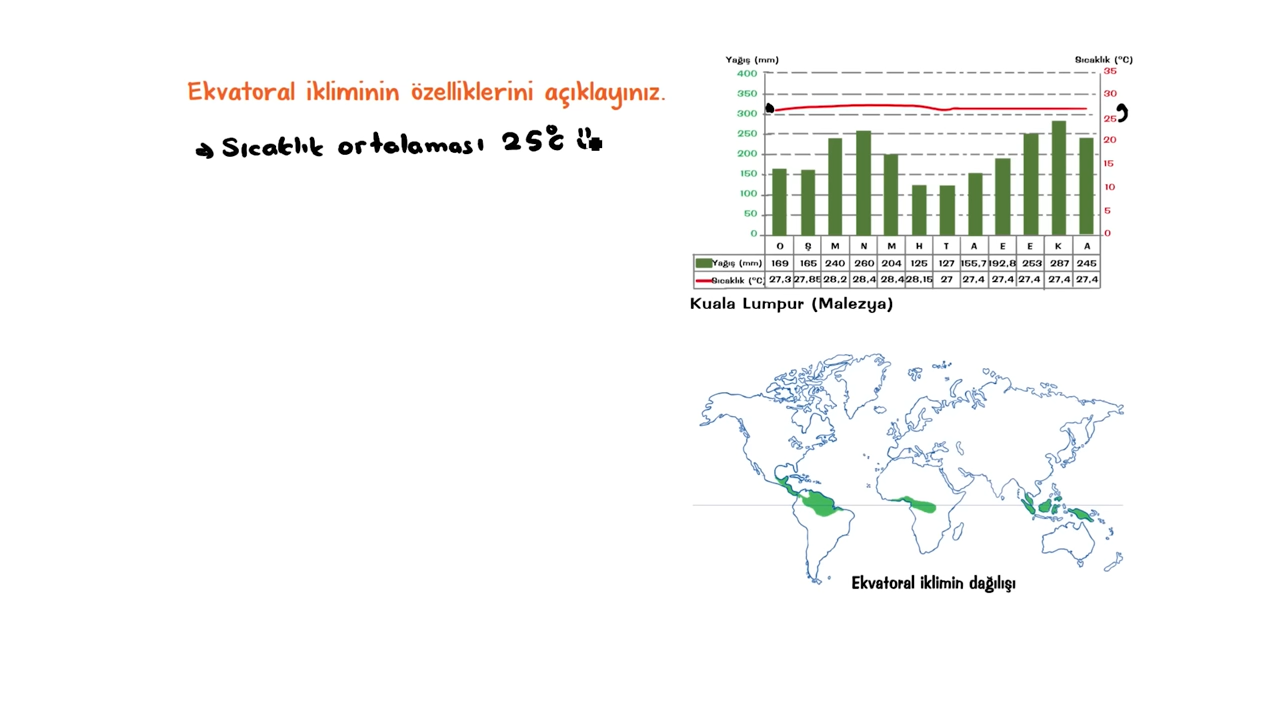 Ekvatoral ikliminin özelliklerini açıklayınız.
→ Sıcaklık ortalaması 25°C
Yağış (mm) Sıcaklık (°C)
400 35
350 30
300 25
250 20
200 15
150 10
100 5
50 0
0
O Ş M N M H T A E E K A
Yağış (mm) 169 165 240 260 204 125 127 155,7 192,8 253 287 245
Sıcaklık (°C) 27,3 27,85 28,2 28,4 28,4 28,15 27 27,4 27,4 27,4 27,4 27,4
Kuala Lumpur (Malezya)
Ekvatoral iklimin dağılışı